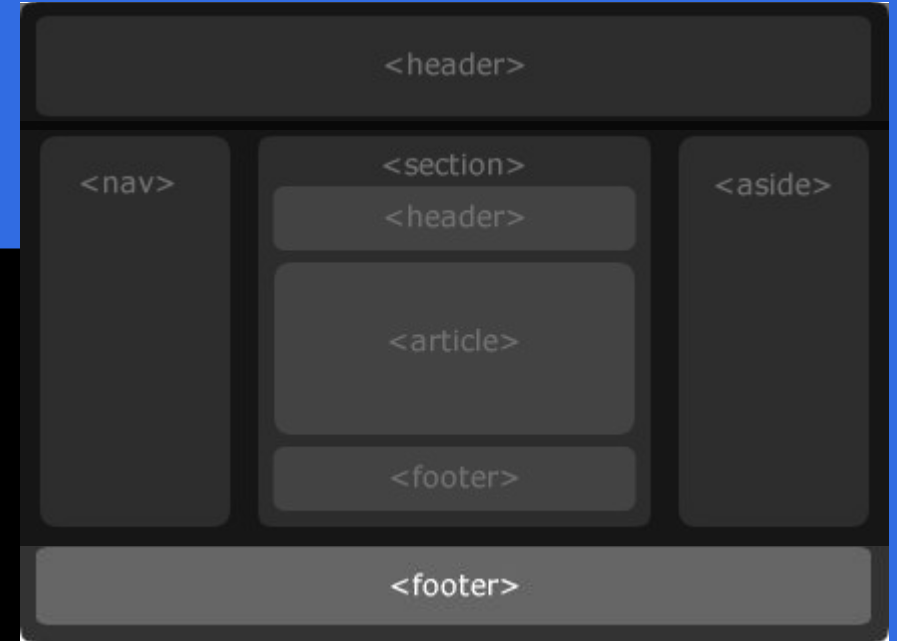 <header>
<nav>
<section>
<aside>
<header>
<article>
<footer>
<footer>